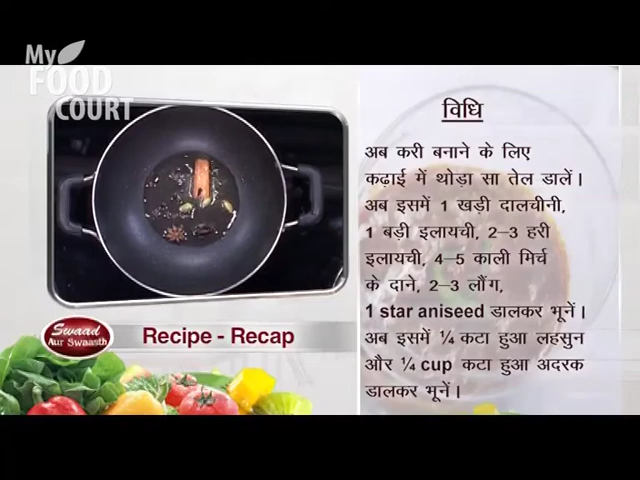 My
FOOD
COURT
विधि
अब करी बनाने के लिए
कढ़ाई में थोड़ा सा तेल डालें।
अब इसमें 1 खड़ी दालचीनी,
1 बड़ी इलायची, 2-3 हरी
इलायची, 4-5 काली मिर्च
के दाने, 2-3 लौंग,
1 star aniseed डालकर भूनें।
अब इसमें ¼ कटा हुआ लहसुन
और ¼ cup कटा हुआ अदरक
डालकर भूनें।
Swaad
Aur Swaasth
Recipe - Recap